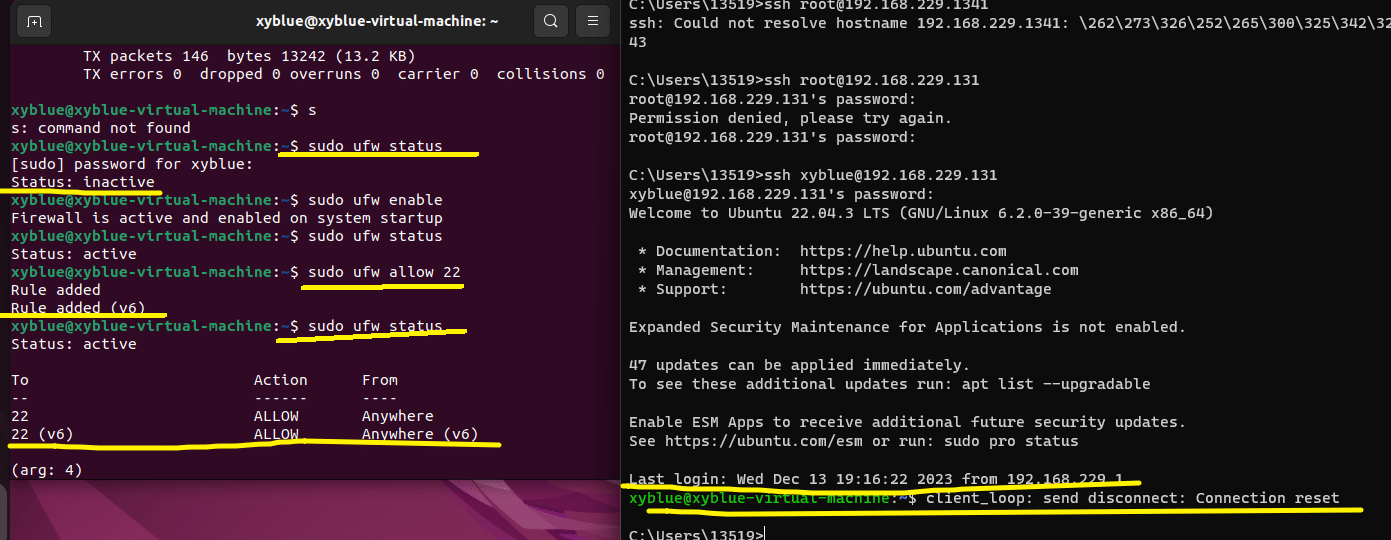 xyblue@xyblue-virtual-machine: ~
TX packets 146  bytes 13242 (13.2 KB)
TX errors 0  dropped 0 overruns 0  carrier 0  collisions 0
xyblue@xyblue-virtual-machine:~$ s
s: command not found
xyblue@xyblue-virtual-machine:~$ sudo ufw status
[sudo] password for xyblue:
Status: inactive
xyblue@xyblue-virtual-machine:~$ sudo ufw enable
Firewall is active and enabled on system startup
xyblue@xyblue-virtual-machine:~$ sudo ufw status
Status: active
xyblue@xyblue-virtual-machine:~$ sudo ufw allow 22
Rule added
Rule added (v6)
xyblue@xyblue-virtual-machine:~$ sudo ufw status
Status: active
To                         Action      From
--                         ------      ----
22                         ALLOW       Anywhere
22 (v6)                    ALLOW       Anywhere (v6)
(arg: 4)
C:\Users\13519>ssh root@192.168.229.1341
ssh: Could not resolve hostname 192.168.229.1341: \262\273\326\252\265\300\325\342\32
43
C:\Users\13519>ssh root@192.168.229.131
root@192.168.229.131's password:
Permission denied, please try again.
root@192.168.229.131's password:
C:\Users\13519>ssh xyblue@192.168.229.131
xyblue@192.168.229.131's password:
Welcome to Ubuntu 22.04.3 LTS (GNU/Linux 6.2.0-39-generic x86_64)
* Documentation:  https://help.ubuntu.com
* Management:     https://landscape.canonical.com
* Support:        https://ubuntu.com/advantage
Expanded Security Maintenance for Applications is not enabled.
47 updates can be applied immediately.
To see these additional updates run: apt list --upgradable
Enable ESM Apps to receive additional future security updates.
See https://ubuntu.com/esm or run: sudo pro status
Last login: Wed Dec 13 19:16:22 2023 from 192.168.229.1
xyblue@xyblue-virtual-machine:~$ client_loop: send disconnect: Connection reset
C:\Users\13519>